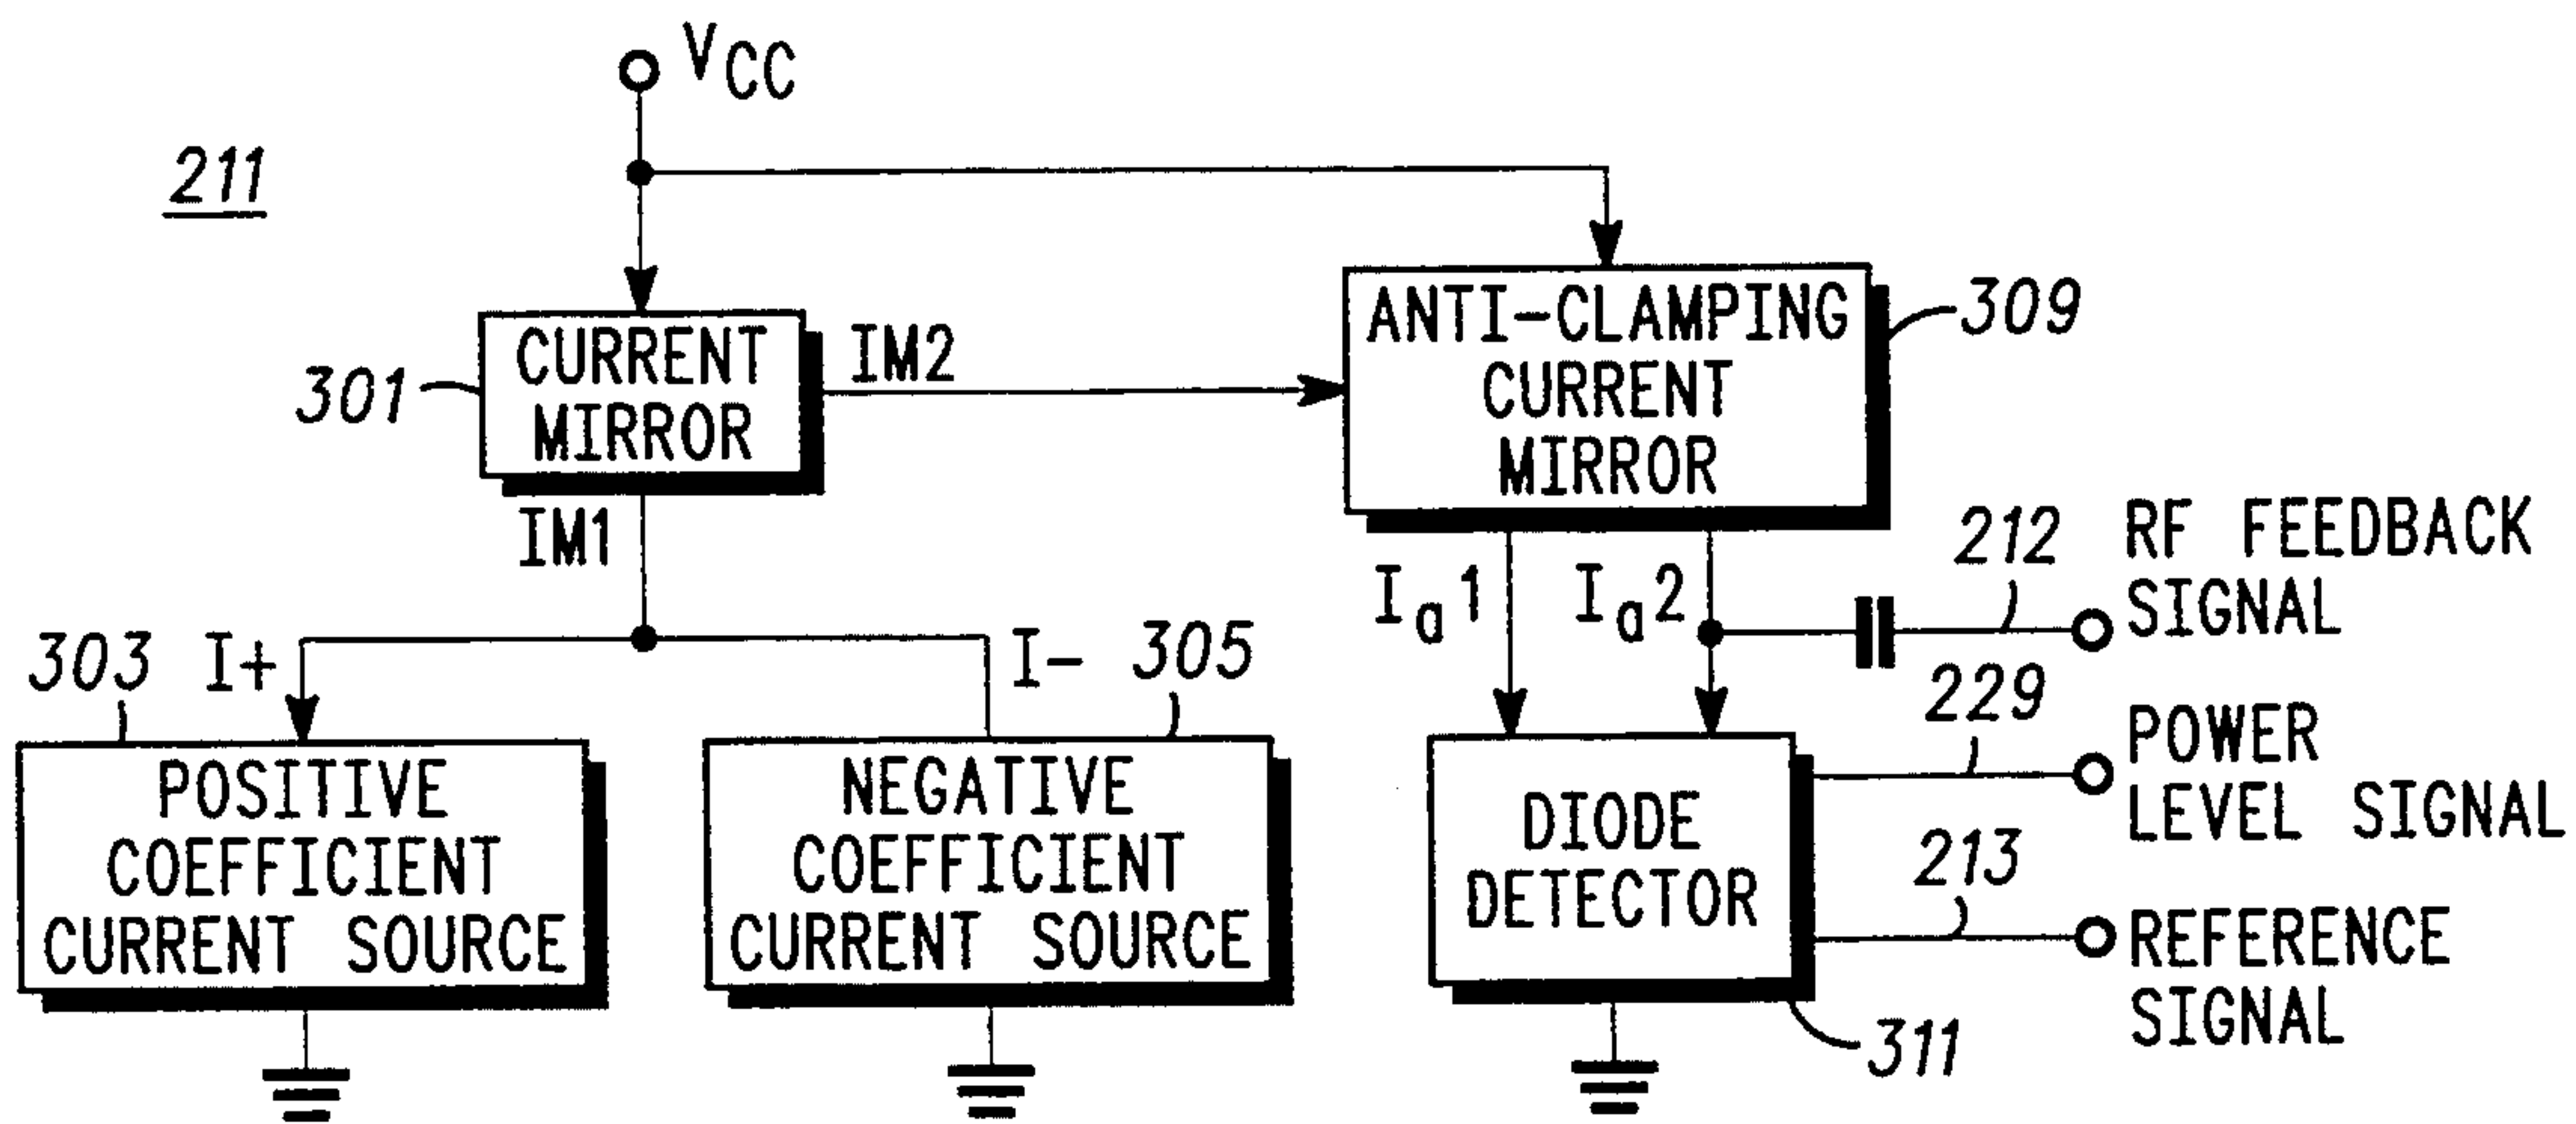 VCC
211
CURRENT
MIRROR
301
IM2
ANTI-CLAMPING
CURRENT
MIRROR
309
IM1
Ia1
Ia2
212
RF FEEDBACK
SIGNAL
303
I+
I-
305
229
POWER
LEVEL SIGNAL
POSITIVE
COEFFICIENT
CURRENT SOURCE
NEGATIVE
COEFFICIENT
CURRENT SOURCE
DIODE
DETECTOR
213
REFERENCE
SIGNAL
311